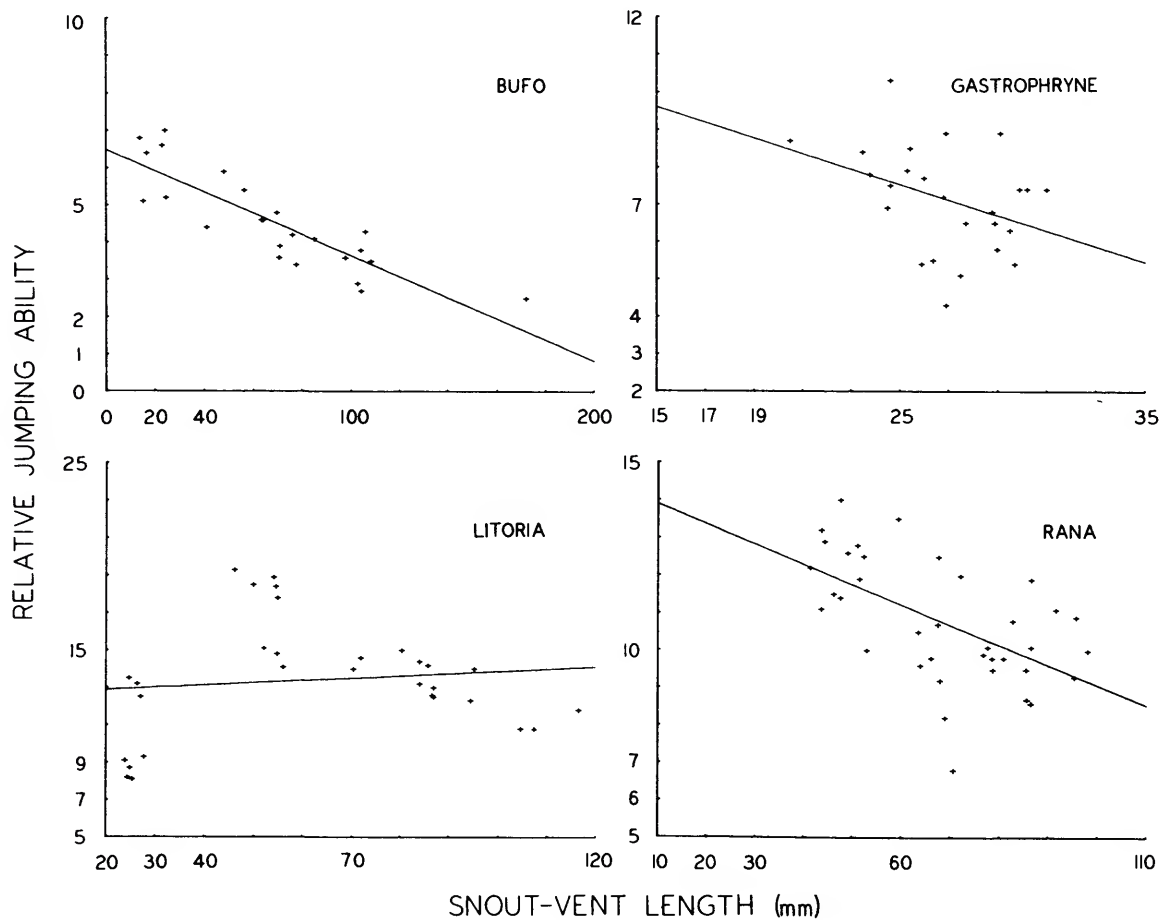 RELATIVE JUMPING ABILITY
10
5
2
1
0
BUFO
0 20 40 100 200
12
7
4
3
2
GASTROPHRYNE
15 17 19 25 35
25
15
9
7
5
LITORIA
20 30 40 70 120
15
10
7
6
5
RANA
10 20 30 60 110
SNOUT-VENT LENGTH (mm)